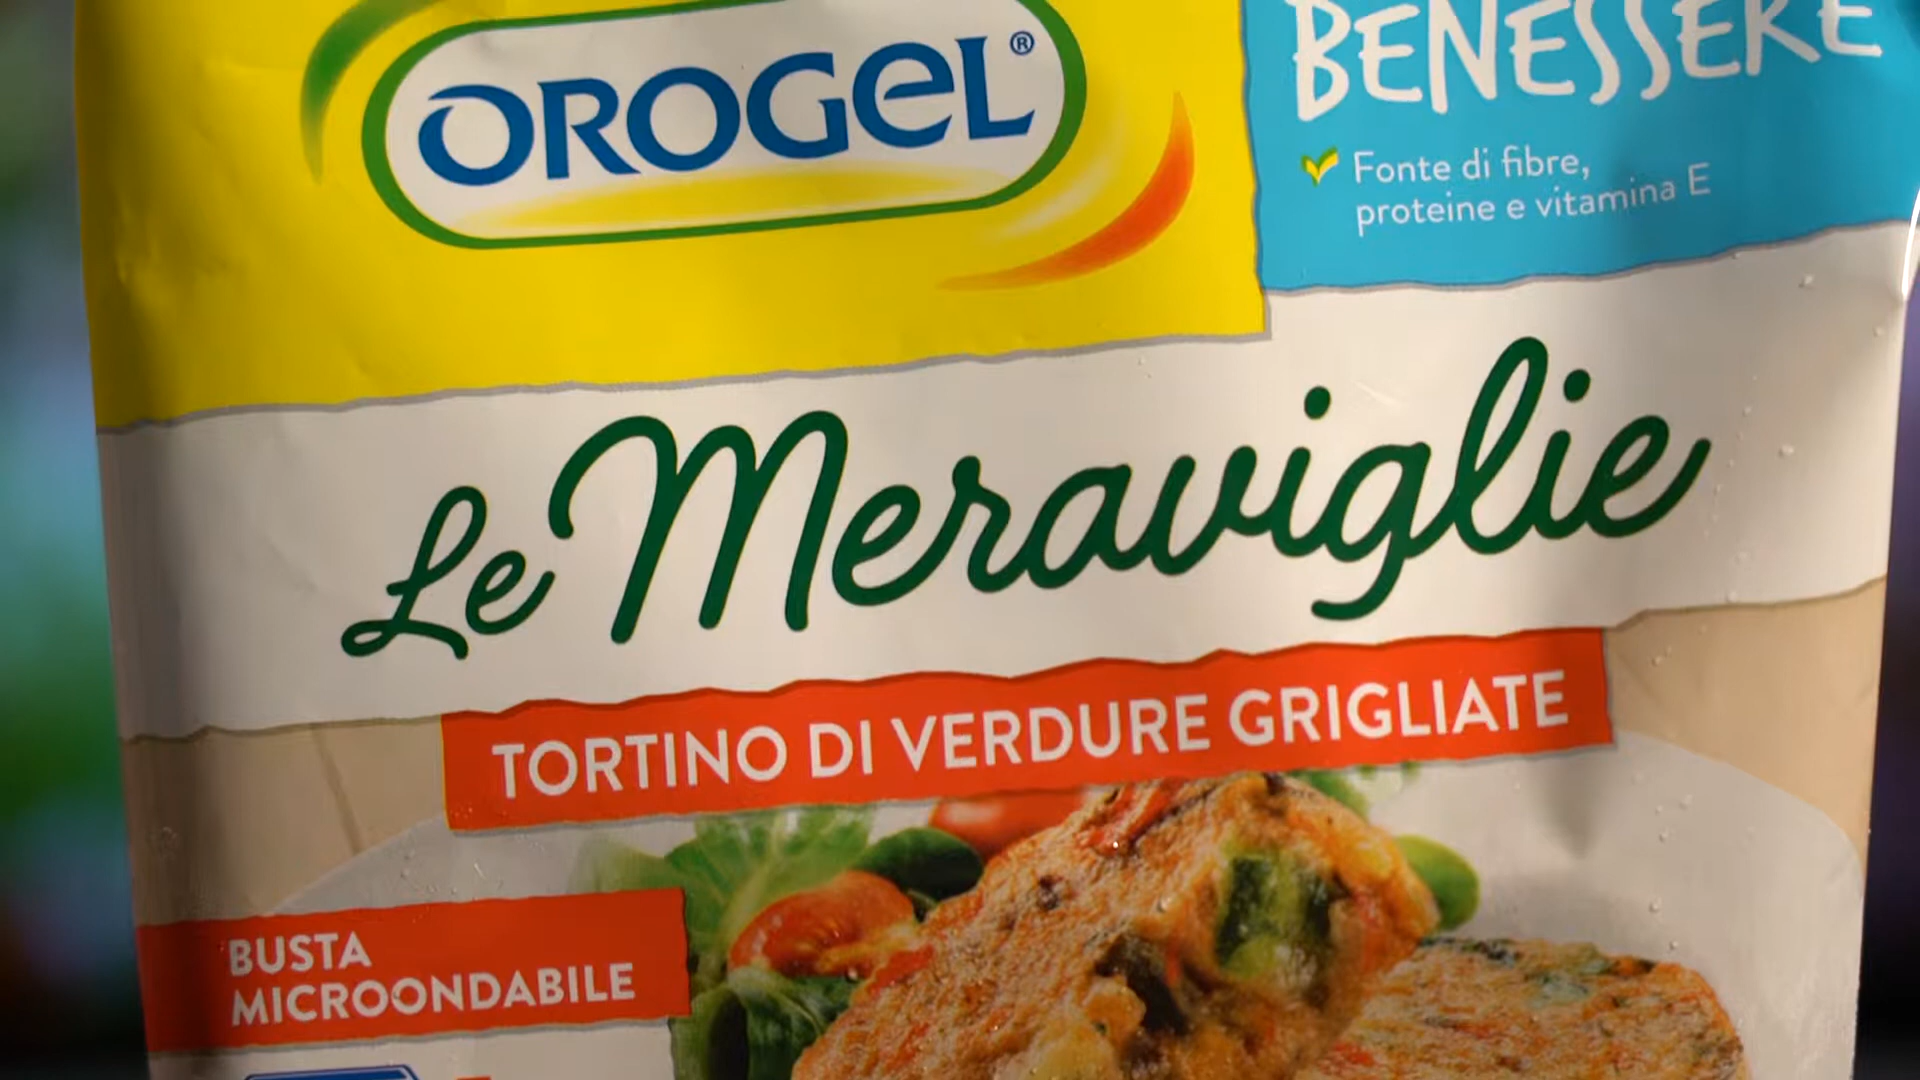 OROGEL®
BENESSERE
Fonte di fibre,
proteine e vitamina E
Le Meraviglie
TORTINO DI VERDURE GRIGLIATE
BUSTA
MICROONDABILE